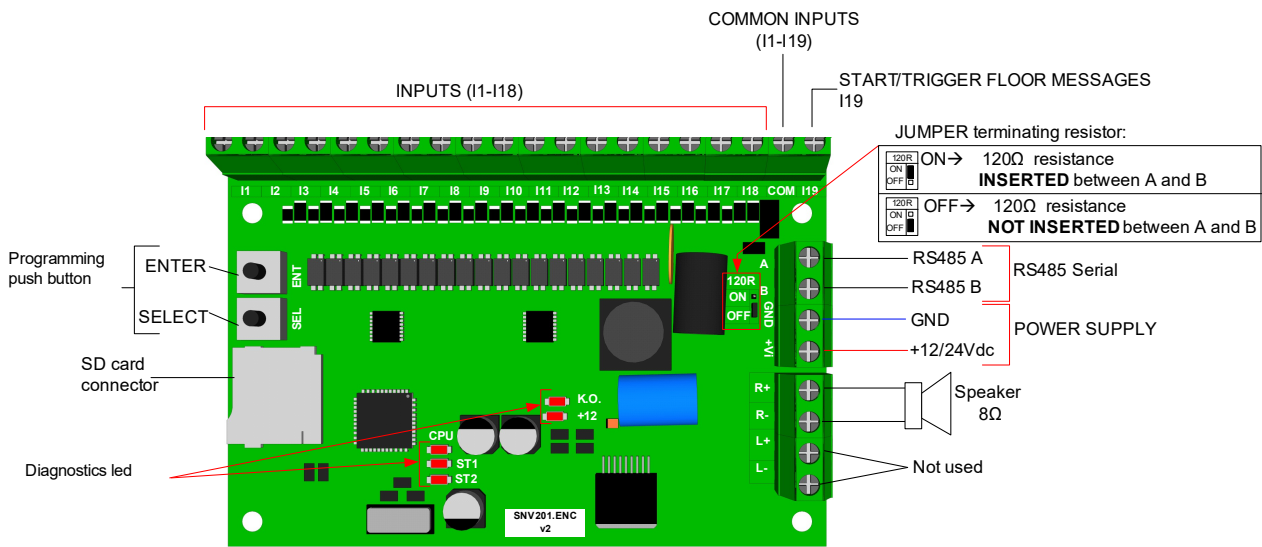 COMMON INPUTS
(I1-I19)
START/TRIGGER FLOOR MESSAGES
I19
INPUTS (I1-I18)
JUMPER terminating resistor:
120R
ON
OFF
ON→ 120Ω resistance
INSERTED between A and B
120R
ON
OFF
OFF→ 120Ω resistance
NOT INSERTED between A and B
I1 I2 I3 I4 I5 I6 I7 I8 I9 I10 I11 I12 I13 I14 I15 I16 I17 I18 COM I19
Programming
push button
ENTER
SELECT
ENT
SEL
SD card
connector
Diagnostics led
A
B
GND
+Vi
120R
ON
OFF
RS485 A
RS485 B
RS485 Serial
GND
+12/24Vdc
POWER SUPPLY
R+
R-
L+
L-
Speaker
8Ω
Not used
K.O.
+12
CPU
ST1
ST2
SNV201.ENC
v2